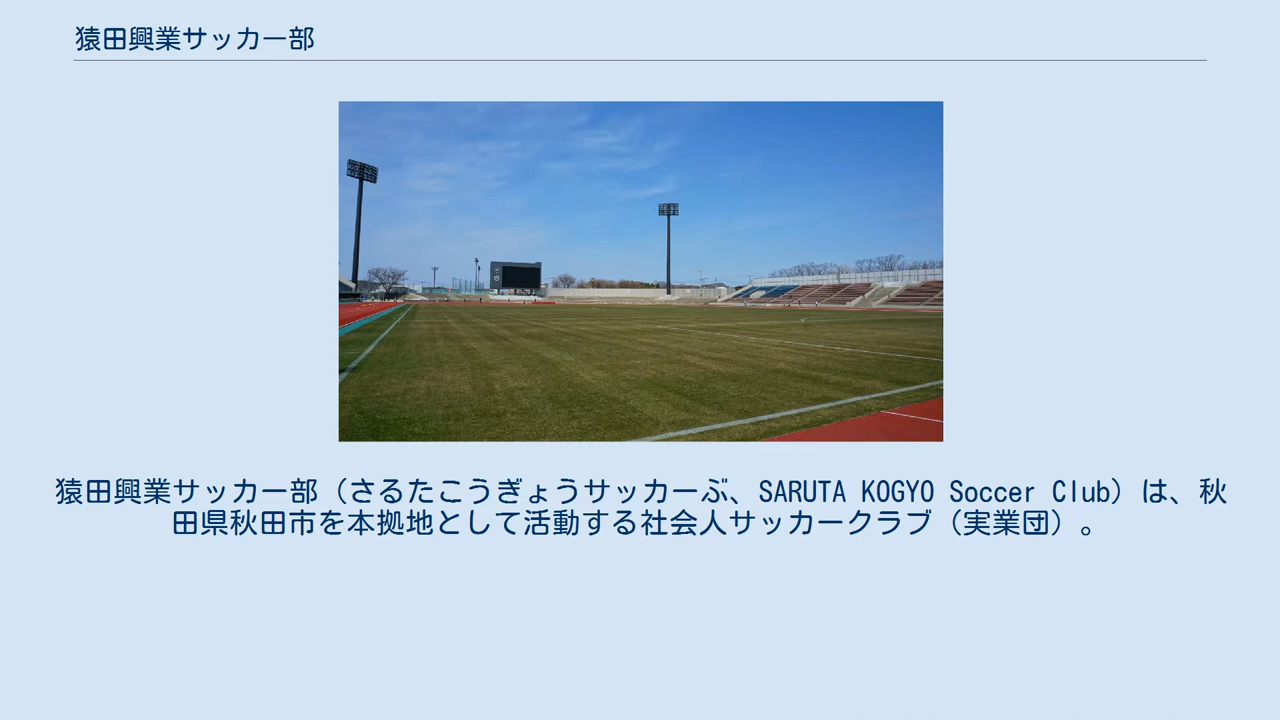 猿田興業サッカー部
猿田興業サッカー部（さるたこうぎょうサッカーぶ、SARUTA KOGYO Soccer Club）は、秋
田県秋田市を本拠地として活動する社会人サッカークラブ（実業団）。